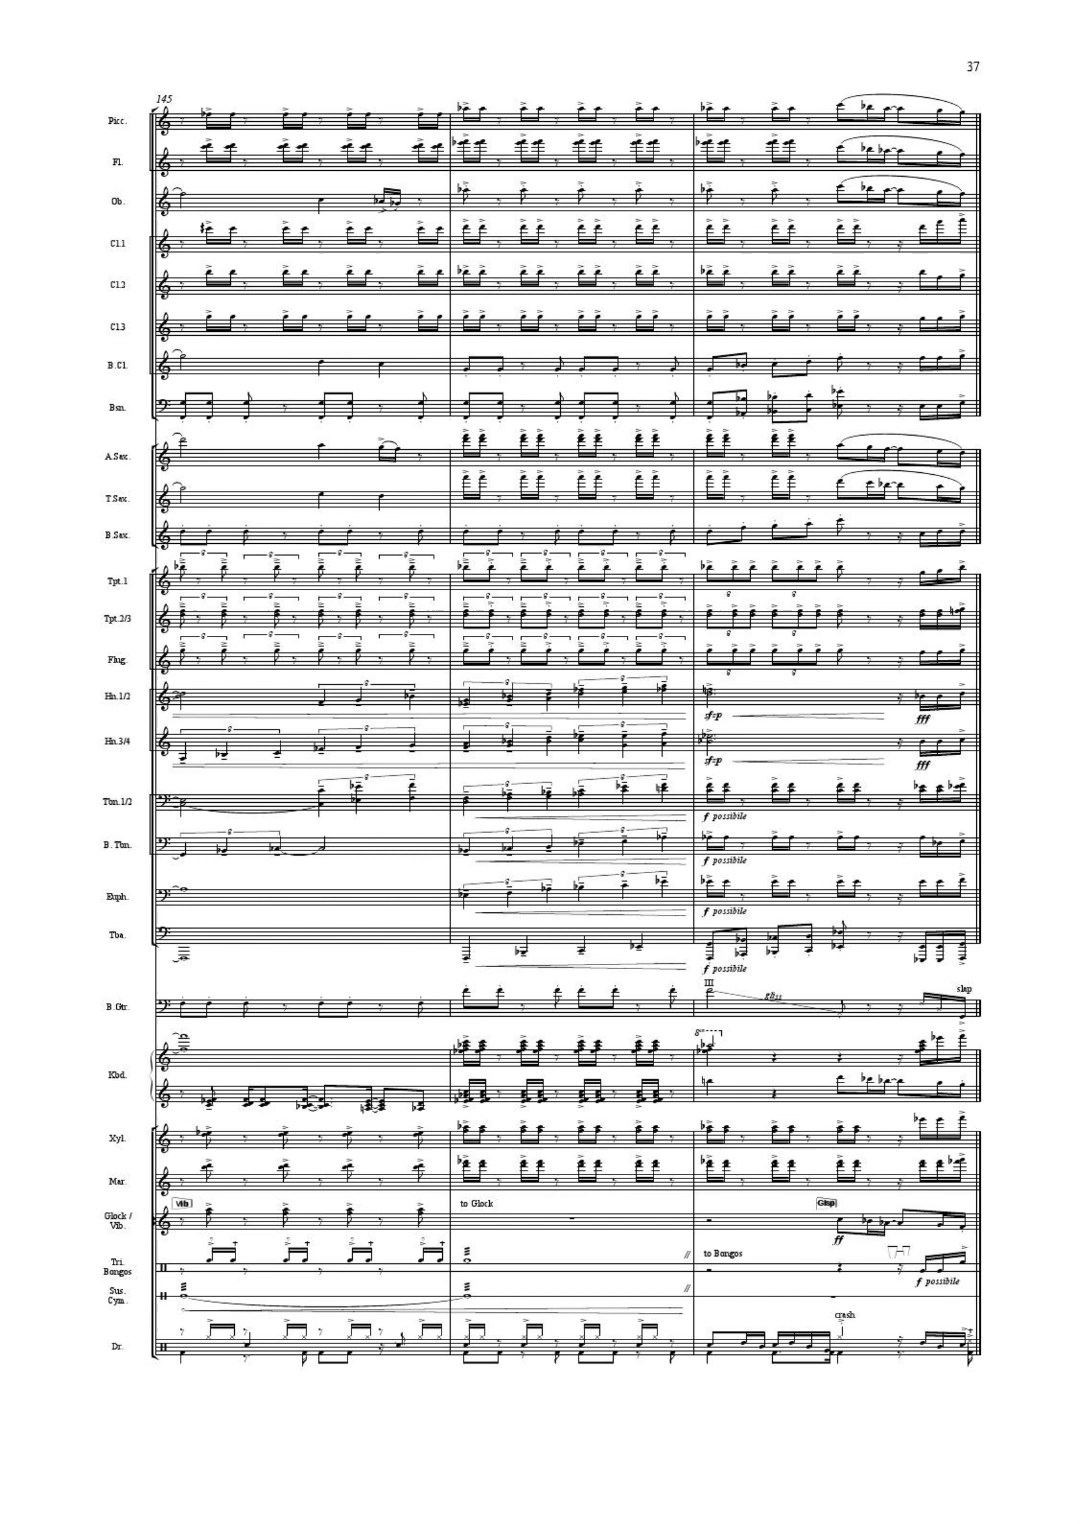 37
145
Picc.
Fl.
Ob.
Cl.1
Cl.2
Cl.3
B.Cl.
Bsn.
A.Sax.
T.Sax.
B.Sax.
Tpt.1
Tpt.2/3
Flug.
Hn.1/2
sfzp fff
Hn.3/4
sfzp fff
Tbn.1/2
f possibile
B. Tbn.
f possibile
Euph.
f possibile
Tba.
f possibile
III
B.Gtr.
gliss
slap
8va
Kbd.
Xyl.
Mar.
Vib
to Glock
Glsp
Glock /
Vib.
ff
to Bongos
Tri.
Bongos
f possibile
Sus.
Cym.
crash
Dr.